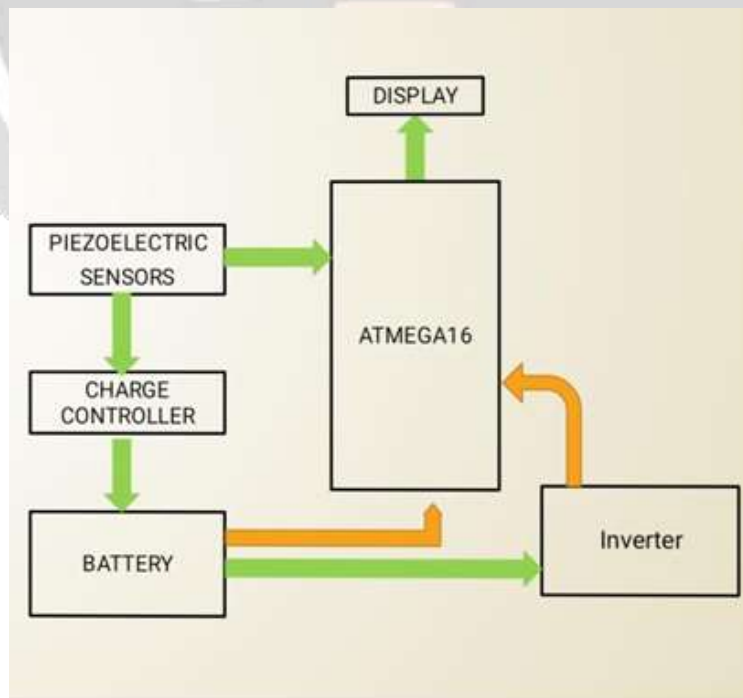 DISPLAY
PIEZOELECTRIC
SENSORS
ATMEGA16
CHARGE
CONTROLLER
BATTERY
Inverter